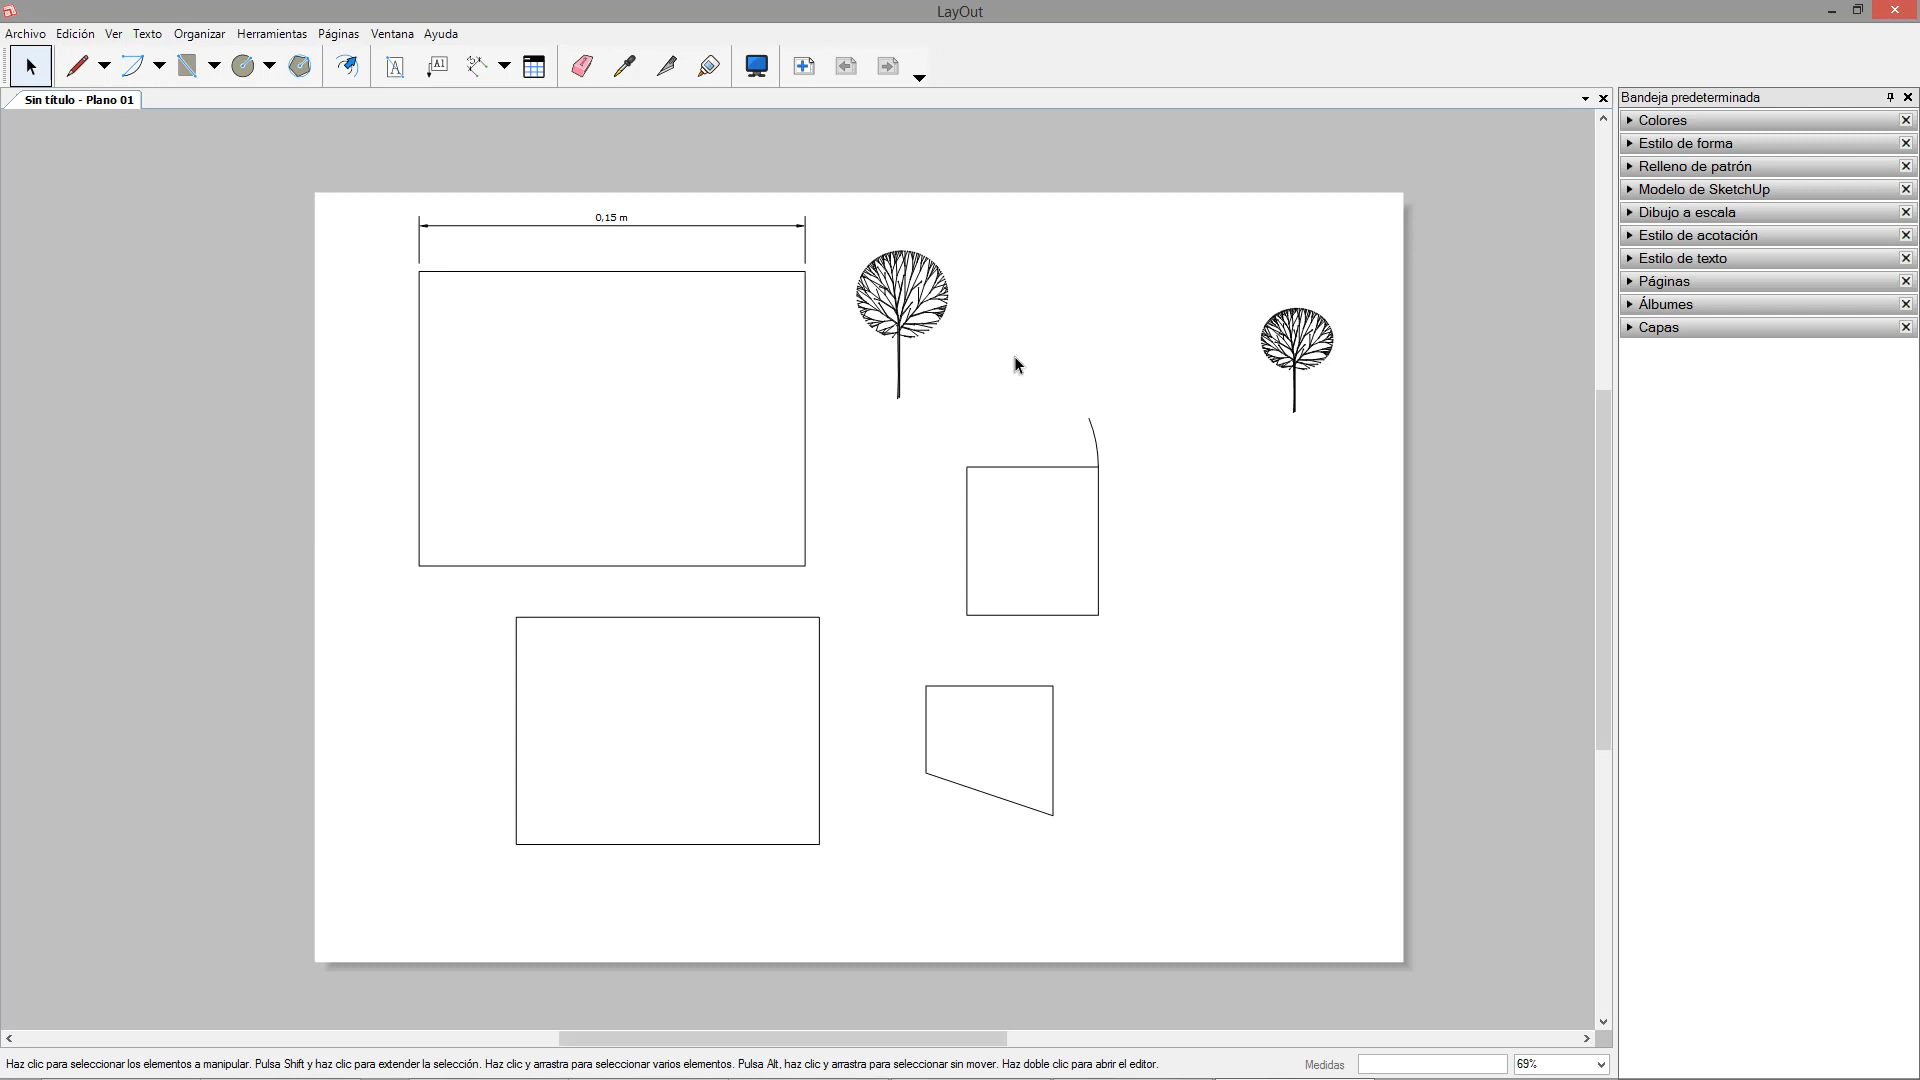 LayOut
Archivo Edición Ver Texto Organizar Herramientas Páginas Ventana Ayuda
A A1
Sin título - Plano 01
Bandeja predeterminada
Colores
Estilo de forma
Relleno de patrón
Modelo de SketchUp
Dibujo a escala
Estilo de acotación
Estilo de texto
Páginas
Álbumes
Capas
0,15 m
Haz clic para seleccionar los elementos a manipular. Pulsa Shift y haz clic para extender la selección. Haz clic y arrastra para seleccionar varios elementos. Pulsa Alt, haz clic y arrastra para seleccionar sin mover. Haz doble clic para abrir el editor.
Medidas
69%